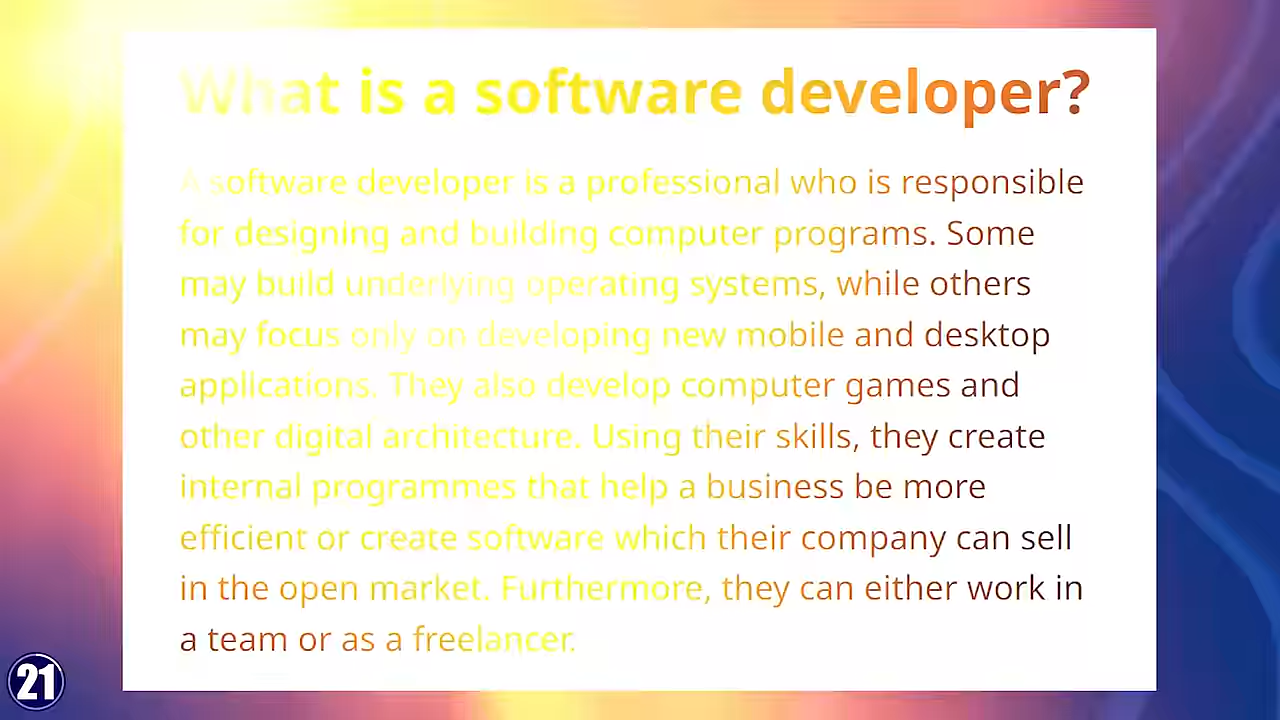 What is a software developer?
A software developer is a professional who is responsible
for designing and building computer programs. Some
may build underlying operating systems, while others
may focus only on developing new mobile and desktop
applications. They also develop computer games and
other digital architecture. Using their skills, they create
internal programmes that help a business be more
efficient or create software which their company can sell
in the open market. Furthermore, they can either work in
a team or as a freelancer.
21